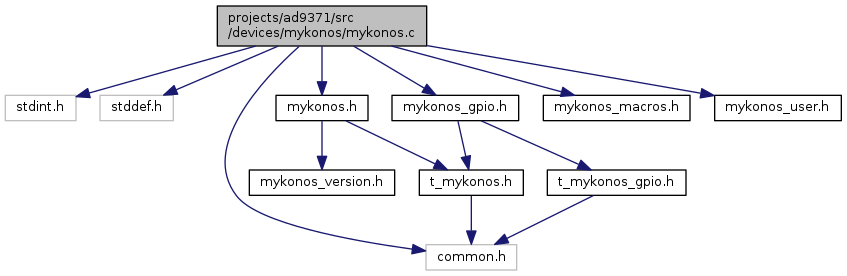 projects/ad9371/src
/devices/mykonos/mykonos.c
stdint.h
stddef.h
mykonos.h
mykonos_gpio.h
mykonos_macros.h
mykonos_user.h
mykonos_version.h
t_mykonos.h
t_mykonos_gpio.h
common.h